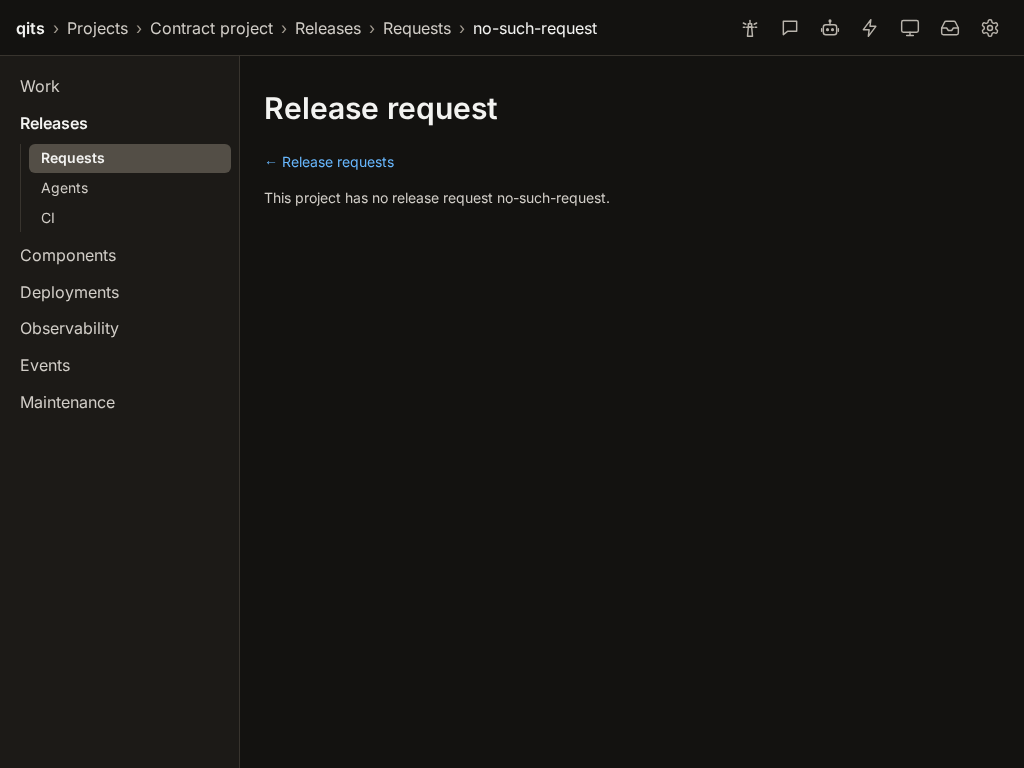 qits › Projects › Contract project › Releases › Requests › no-such-request
Work
Releases
Requests
Agents
CI
Components
Deployments
Observability
Events
Maintenance
Release request
← Release requests
This project has no release request no-such-request.